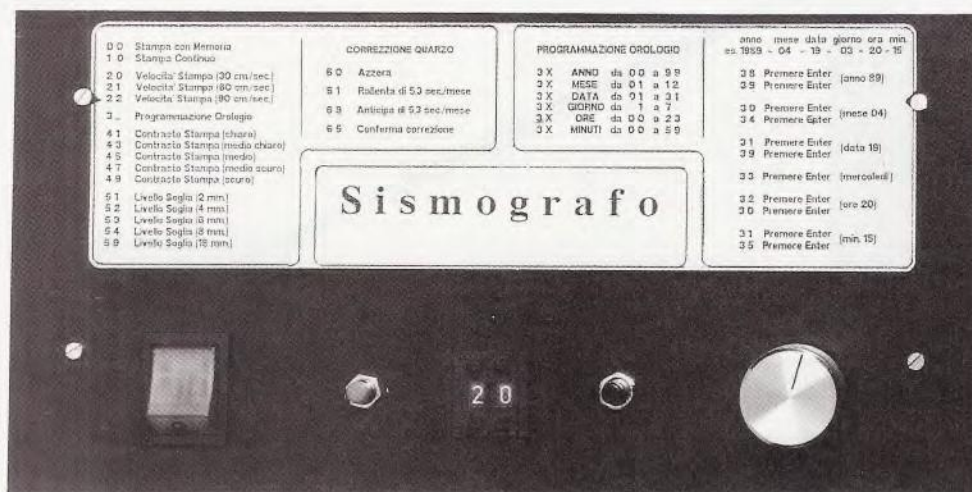 0 0 Stampa con Memoria
1 0 Stampa Continuo
2 0 Velocita' Stampa (30 cm/sec.)
2 1 Velocita' Stampa (60 cm/sec.)
2 2 Velocita' Stampa (90 cm/sec.)
3 _ Programmazione Orologio
4 1 Contrasto Stampa (chiaro)
4 3 Contrasto Stampa (medio chiaro)
4 5 Contrasto Stampa (medio)
4 7 Contrasto Stampa (medio scuro)
4 9 Contrasto Stampa (scuro)
5 1 Livello Soglia (2 mm.)
5 2 Livello Soglia (4 mm.)
5 3 Livello Soglia (6 mm.)
5 4 Livello Soglia (8 mm.)
5 9 Livello Soglia (18 mm.)
CORREZZIONE QUARZO
6 0 Azzera
6 1 Rallenta di 5.3 sec./mese
6 9 Anticipa di 5.3 sec./mese
6 5 Conferma correzione
PROGRAMMAZIONE OROLOGIO
3 X ANNO da 0 0 a 9 9
3 X MESE da 0 1 a 1 2
3 X DATA da 0 1 a 3 1
3 X GIORNO da 1 a 7
3 X ORE da 0 0 a 2 3
3 X MINUTI da 0 0 a 5 9
anno mese data giorno ora min.
es. 1989 - 04 - 19 - 03 - 20 - 15
3 8 Premere Enter
3 9 Premere Enter (anno 89)
3 0 Premere Enter
3 4 Premere Enter (mese 04)
3 1 Premere Enter
3 9 Premere Enter (data 19)
3 3 Premere Enter (mercoledi')
3 2 Premere Enter
3 0 Premere Enter (ore 20)
3 1 Premere Enter
3 5 Premere Enter (min. 15)
Sismografo
2 0